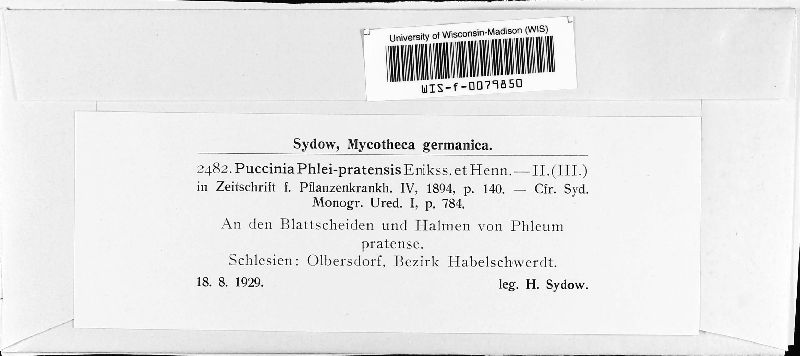 University of Wisconsin-Madison (WIS)
WIS-f-0079850
Sydow, Mycotheca germanica.
2482. Puccinia Phlei-pratensis Erikss. et Henn. — II. (III.)
in Zeitschrift f. Pflanzenkrankh. IV, 1894, p. 140. — Cfr. Syd.
Monogr. Ured. I, p. 784.
An den Blattscheiden und Halmen von Phleum
pratense.
Schlesien: Olbersdorf, Bezirk Habelschwerdt.
18. 8. 1929. leg. H. Sydow.